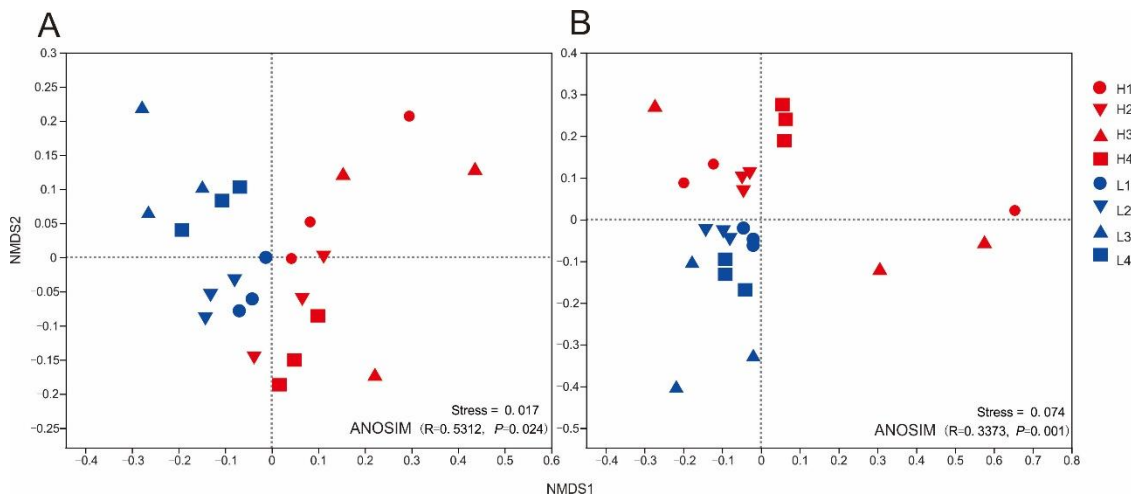 A
B
0.3
0.25
0.2
0.15
0.1
0.05
0
−0.05
−0.1
−0.15
−0.2
−0.25
NMDS2
−0.4
−0.3
−0.2
−0.1
0
0.1
0.2
0.3
0.4
0.5
0.6
Stress = 0.017
ANOSIM (R=0.5312, P=0.024)
0.4
0.3
0.2
0.1
0
−0.1
−0.2
−0.3
−0.4
−0.5
−0.4
−0.3
−0.2
−0.1
0
0.1
0.2
0.3
0.4
0.5
0.6
0.7
0.8
Stress = 0.074
ANOSIM (R=0.3373, P=0.001)
NMDS1
H1
H2
H3
H4
L1
L2
L3
L4